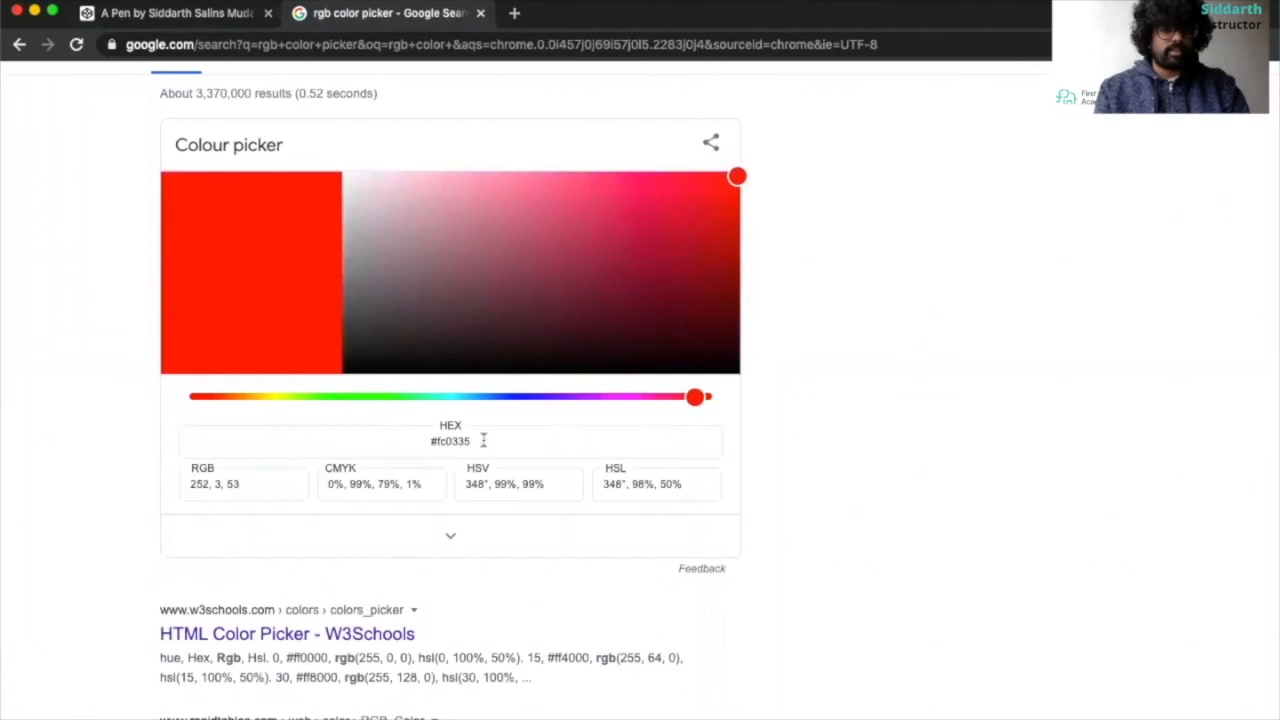 A Pen by Siddarth Salins Muda
rgb color picker - Google Sear
google.com/search?q=rgb+color+picker&oq=rgb+color+&aqs=chrome.0.0i457j0j69i57j0l5.2283j0j4&sourceid=chrome&ie=UTF-8
Siddarth
structor
First
Aca
About 3,370,000 results (0.52 seconds)
Colour picker
HEX
#fc0335
RGB
252, 3, 53
CMYK
0%, 99%, 79%, 1%
HSV
348°, 99%, 99%
HSL
348°, 98%, 50%
Feedback
www.w3schools.com › colors › colors_picker
HTML Color Picker - W3Schools
hue, Hex, Rgb, Hsl. 0, #ff0000, rgb(255, 0, 0), hsl(0, 100%, 50%). 15, #ff4000, rgb(255, 64, 0),
hsl(15, 100%, 50%). 30, #ff8000, rgb(255, 128, 0), hsl(30, 100%, ...